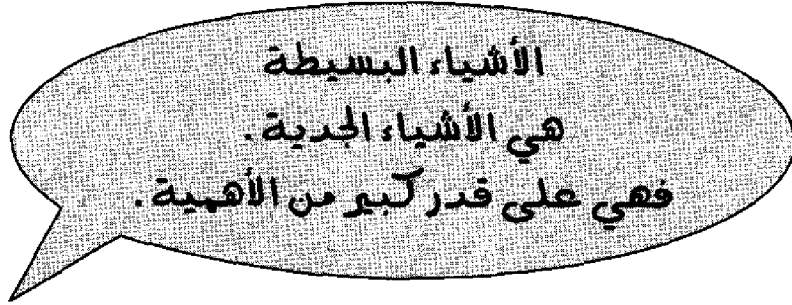 الأشياء البسيطة
هي الأشياء الجدية.
فهي على قدر كبير من الأهمية.